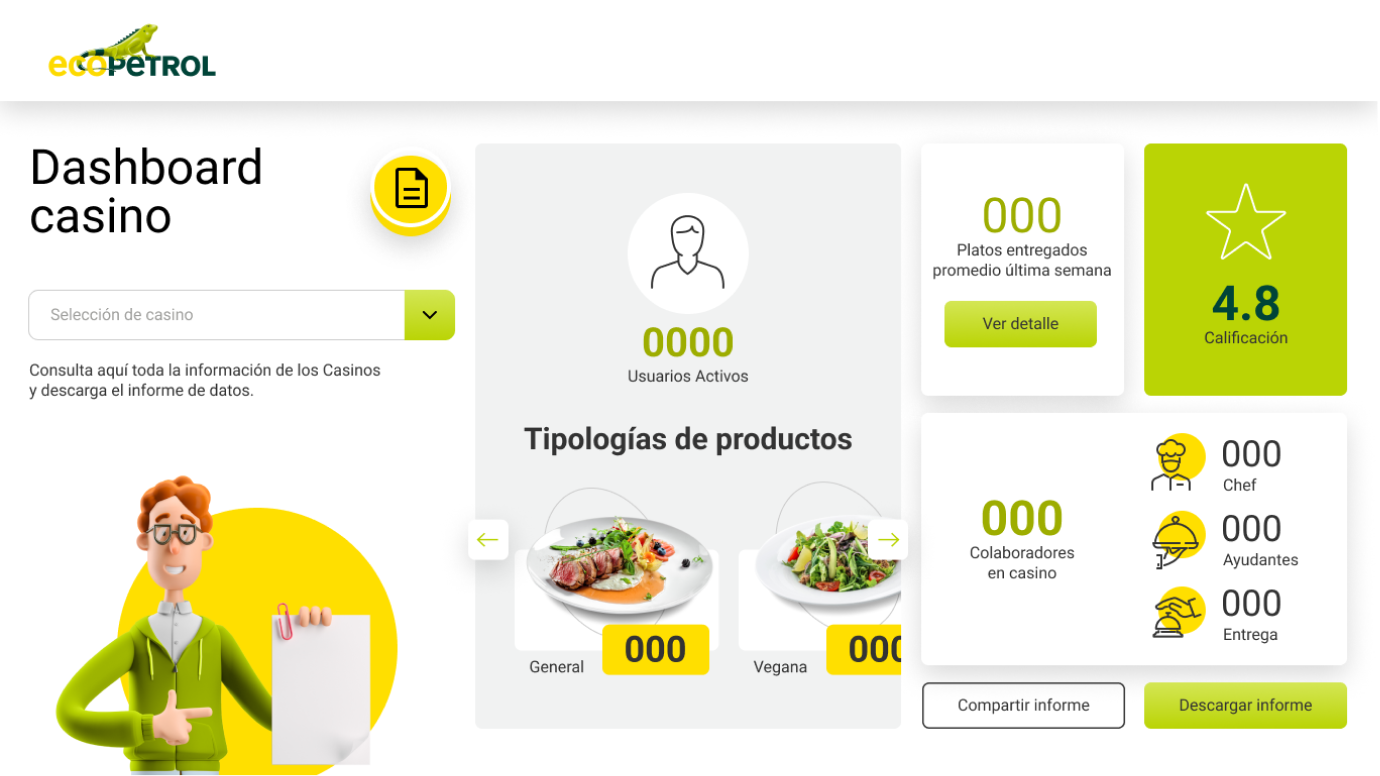 ecopetrol
Dashboard
casino
Selección de casino
Consulta aquí toda la información de los Casinos
y descarga el informe de datos.
0000
Usuarios Activos
Tipologías de productos
General
000
Vegana
000
000
Platos entregados
promedio última semana
Ver detalle
4.8
Calificación
000
Colaboradores
en casino
000
Chef
000
Ayudantes
000
Entrega
Compartir informe
Descargar informe